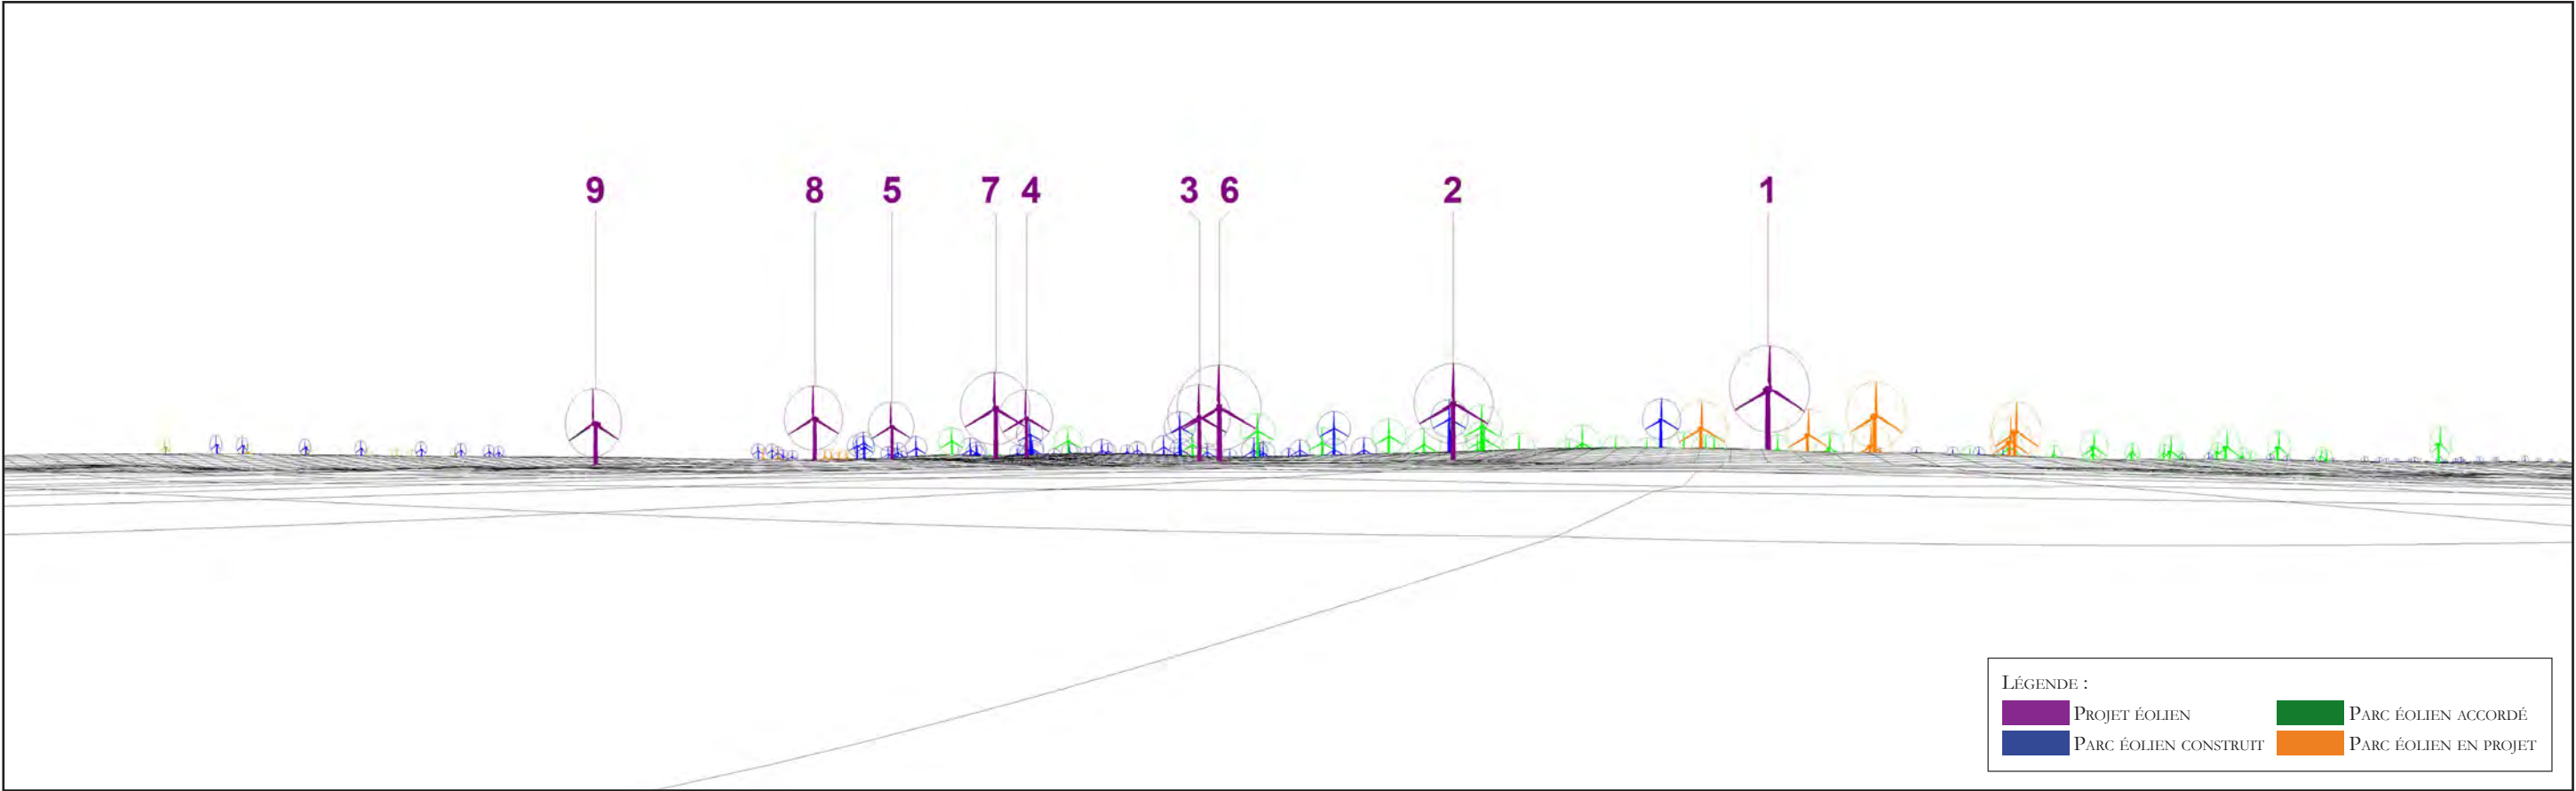 9 8 5 7 4 3 6 2 1
LÉGENDE :
PROJET ÉOLIEN
PARC ÉOLIEN ACCORDÉ
PARC ÉOLIEN CONSTRUIT
PARC ÉOLIEN EN PROJET